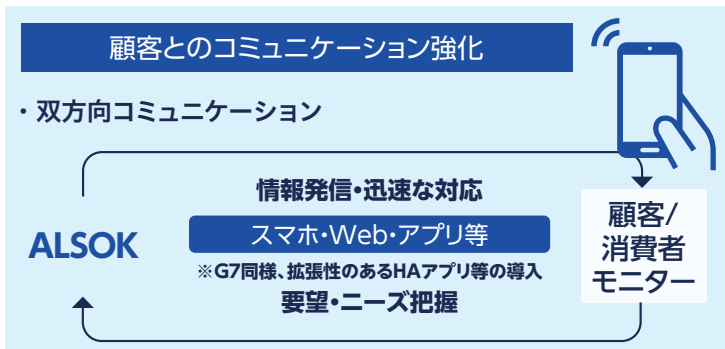 顧客とのコミュニケーション強化
・双方向コミュニケーション
情報発信・迅速な対応
ALSOK
スマホ・Web・アプリ等
※G7同様、拡張性のあるHAアプリ等の導入
要望・ニーズ把握
顧客/
消費者
モニター